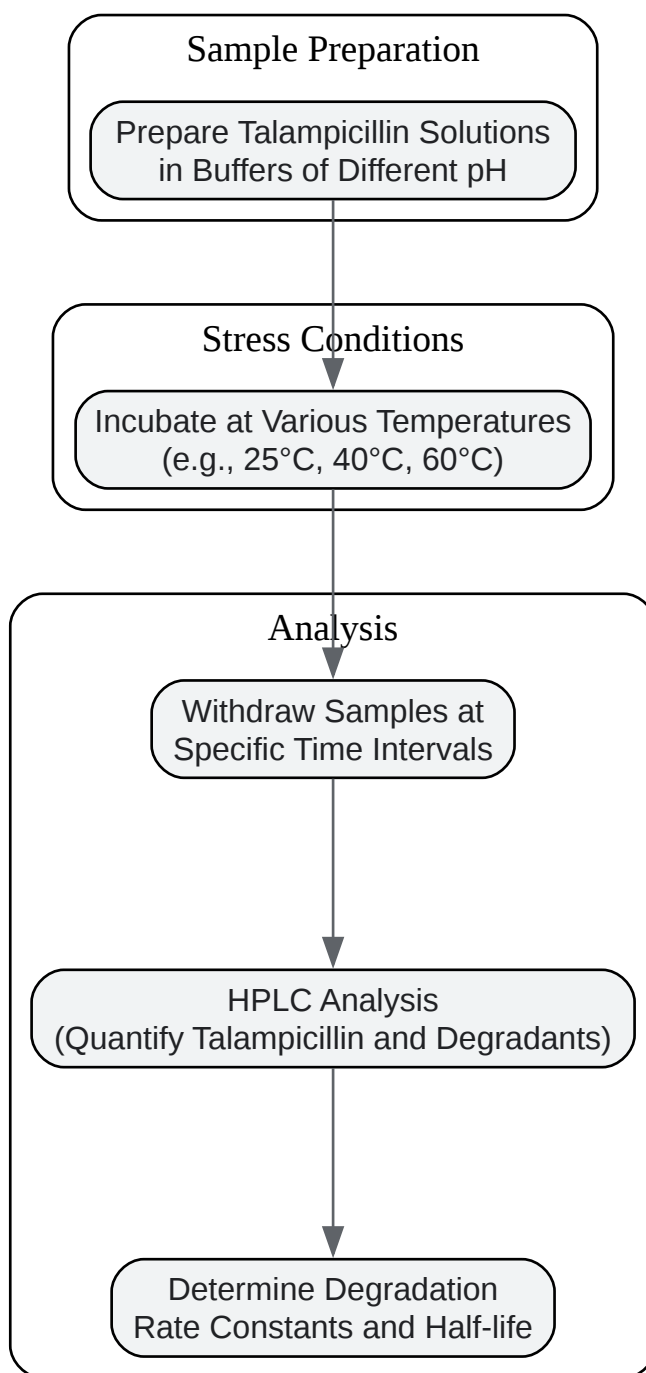 Sample Preparation
Prepare Talampicillin Solutions
in Buffers of Different pH
Stress Conditions
Incubate at Various Temperatures
(e.g., 25°C, 40°C, 60°C)
Analysis
Withdraw Samples at
Specific Time Intervals
HPLC Analysis
(Quantify Talampicillin and Degradants)
Determine Degradation
Rate Constants and Half-life